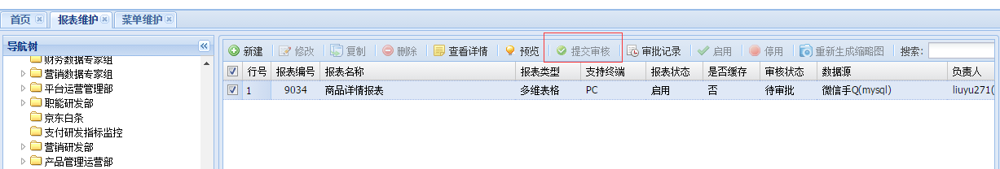 首页 报表维护 菜单维护
导航树
财务数据专家组
营销数据专家组
平台运营管理部
职能研发部
京东白条
支付研发指标监控
营销研发部
产品管理运营部
新建 修改 复制 删除 查看详情 预览 提交审核 审批记录 启用 停用 重新生成缩略图 搜索:
行号 报表编号 报表名称 报表类型 支持终端 报表状态 是否缓存 审核状态 数据源 负责人
1 9034 商品详情报表 多维表格 PC 启用 否 待审批 微信手Q(mysql) liuyu271(